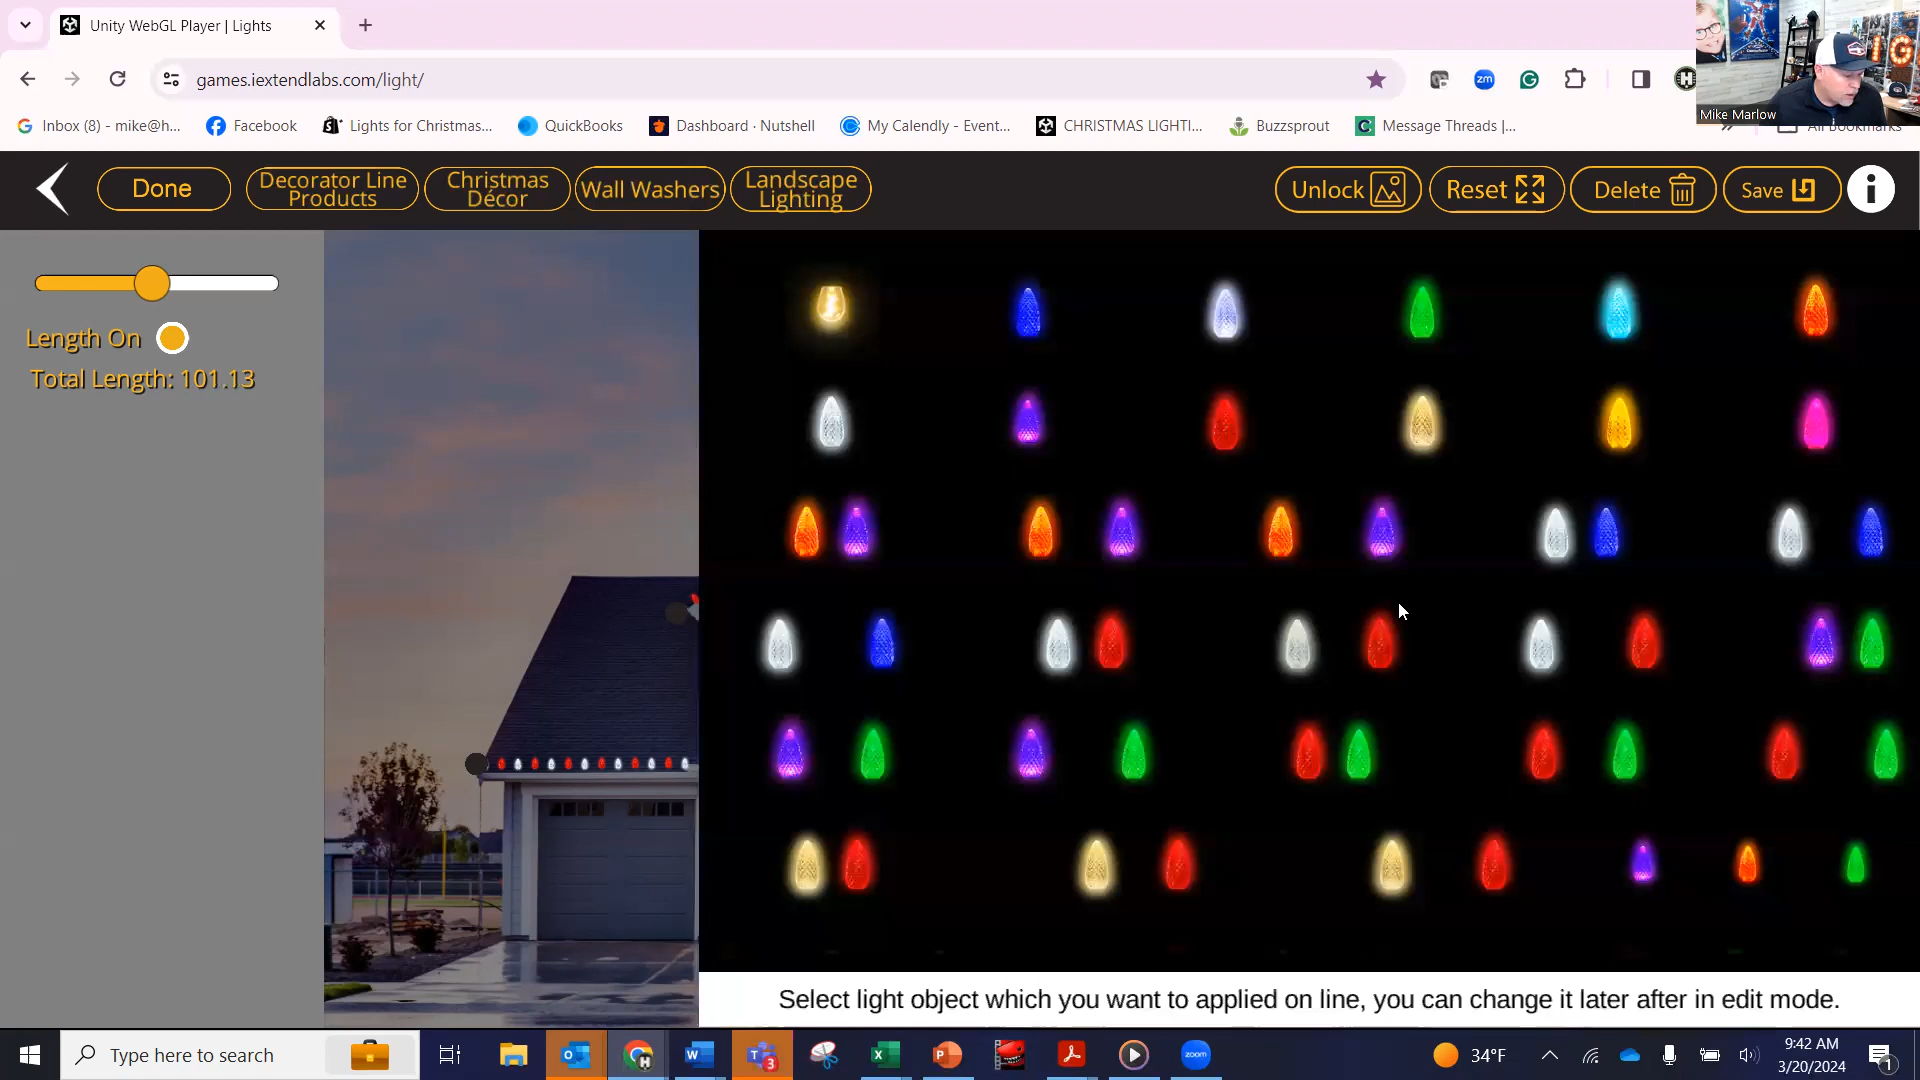 Unity WebGL Player | Lights
games.iextendlabs.com/light/
zm
H
Mike Marlow
Inbox (8) - mike@h...
Facebook
Lights for Christmas...
QuickBooks
Dashboard · Nutshell
My Calendly - Event...
CHRISTMAS LIGHTI...
Buzzsprout
Message Threads |...
All Bookmarks
Done
Decorator Line
Products
Christmas
Décor
Wall Washers
Landscape
Lighting
Unlock
Reset
Delete
Save
Length On
Total Length: 101.13
Select light object which you want to applied on line, you can change it later after in edit mode.
Type here to search
34°F
9:42 AM
3/20/2024